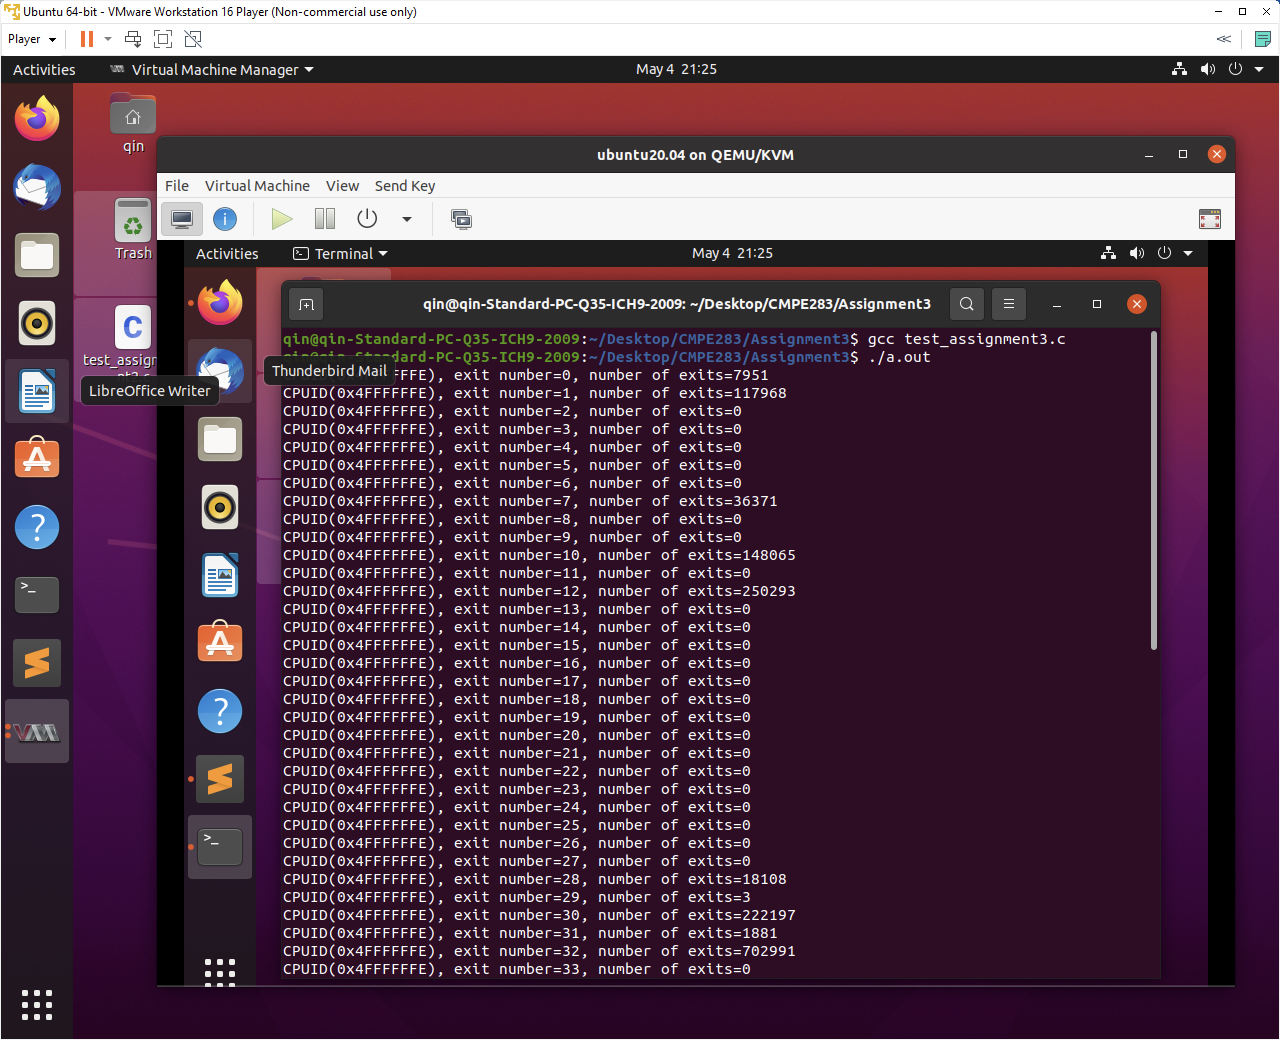 Ubuntu 64-bit - VMware Workstation 16 Player (Non-commercial use only)
Player
Activities
Virtual Machine Manager
May 4 21:25
qin
Trash
LibreOffice Writer
ubuntu20.04 on QEMU/KVM
File Virtual Machine View Send Key
Activities
Terminal
May 4 21:25
Thunderbird Mail
qin@qin-Standard-PC-Q35-ICH9-2009: ~/Desktop/CMPE283/Assignment3
qin@qin-Standard-PC-Q35-ICH9-2009:~/Desktop/CMPE283/Assignment3$ gcc test_assignment3.c
qin@qin-Standard-PC-Q35-ICH9-2009:~/Desktop/CMPE283/Assignment3$ ./a.out
FFFE), exit number=0, number of exits=7951
CPUID(0x4FFFFFFE), exit number=1, number of exits=117968
CPUID(0x4FFFFFFE), exit number=2, number of exits=0
CPUID(0x4FFFFFFE), exit number=3, number of exits=0
CPUID(0x4FFFFFFE), exit number=4, number of exits=0
CPUID(0x4FFFFFFE), exit number=5, number of exits=0
CPUID(0x4FFFFFFE), exit number=6, number of exits=0
CPUID(0x4FFFFFFE), exit number=7, number of exits=36371
CPUID(0x4FFFFFFE), exit number=8, number of exits=0
CPUID(0x4FFFFFFE), exit number=9, number of exits=0
CPUID(0x4FFFFFFE), exit number=10, number of exits=148065
CPUID(0x4FFFFFFE), exit number=11, number of exits=0
CPUID(0x4FFFFFFE), exit number=12, number of exits=250293
CPUID(0x4FFFFFFE), exit number=13, number of exits=0
CPUID(0x4FFFFFFE), exit number=14, number of exits=0
CPUID(0x4FFFFFFE), exit number=15, number of exits=0
CPUID(0x4FFFFFFE), exit number=16, number of exits=0
CPUID(0x4FFFFFFE), exit number=17, number of exits=0
CPUID(0x4FFFFFFE), exit number=18, number of exits=0
CPUID(0x4FFFFFFE), exit number=19, number of exits=0
CPUID(0x4FFFFFFE), exit number=20, number of exits=0
CPUID(0x4FFFFFFE), exit number=21, number of exits=0
CPUID(0x4FFFFFFE), exit number=22, number of exits=0
CPUID(0x4FFFFFFE), exit number=23, number of exits=0
CPUID(0x4FFFFFFE), exit number=24, number of exits=0
CPUID(0x4FFFFFFE), exit number=25, number of exits=0
CPUID(0x4FFFFFFE), exit number=26, number of exits=0
CPUID(0x4FFFFFFE), exit number=27, number of exits=0
CPUID(0x4FFFFFFE), exit number=28, number of exits=18108
CPUID(0x4FFFFFFE), exit number=29, number of exits=3
CPUID(0x4FFFFFFE), exit number=30, number of exits=222197
CPUID(0x4FFFFFFE), exit number=31, number of exits=1881
CPUID(0x4FFFFFFE), exit number=32, number of exits=702991
CPUID(0x4FFFFFFE), exit number=33, number of exits=0